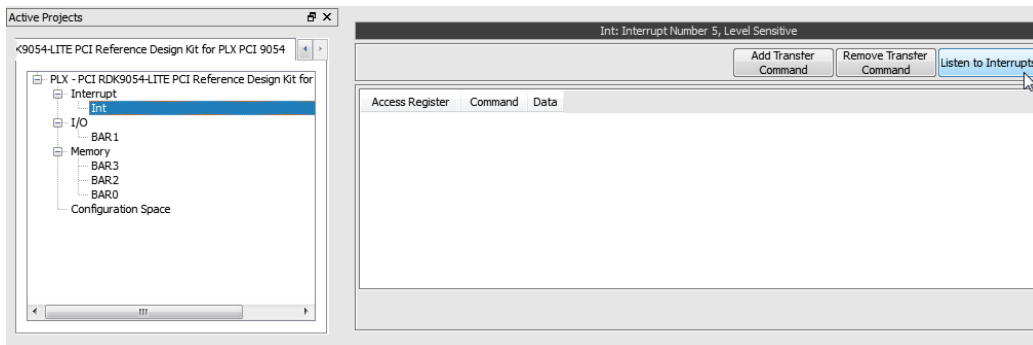 Active Projects
K9054-LITE PCI Reference Design Kit for PLX PCI 9054
PLX - PCI RDK9054-LITE PCI Reference Design Kit for
Interrupt
Int
I/O
BAR1
Memory
BAR3
BAR2
BAR0
Configuration Space
Int: Interrupt Number 5, Level Sensitive
Add Transfer
Command
Remove Transfer
Command
Listen to Interrupts
Access Register Command Data